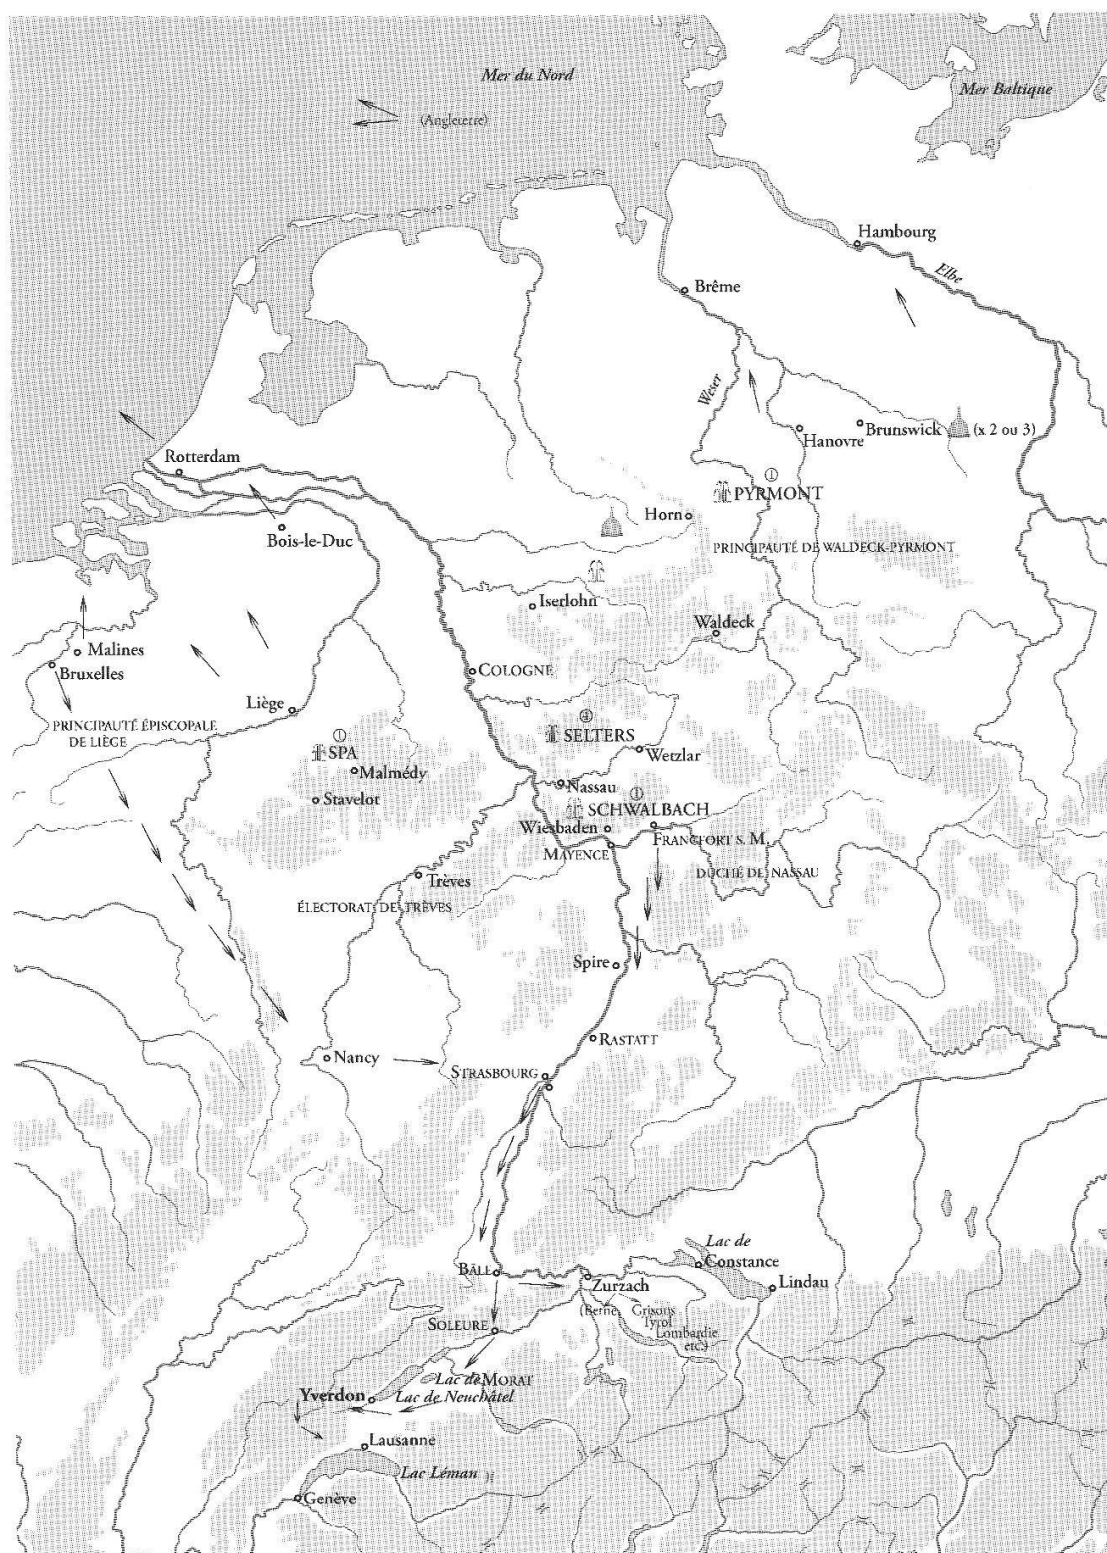 Mer du Nord
Mer Baltique
(Angleterre)
Hambourg
Elbe
Brême
Weser
Hanovre
Brunswick
(x 2 ou 3)
Rotterdam
PYRMONT
Horn
Bois-le-Duc
PRINCIPAUTÉ DE WALDECK-PYRMONT
Iserlohn
Waldeck
Malines
Bruxelles
COLOGNE
Liège
PRINCIPAUTÉ ÉPISCOPALE
DE LIÈGE
SELTERS
SPA
Wetzlar
Malmédy
Nassau
Stavelot
SCHWALBACH
Wiesbaden
FRANCFORT S. M.
MAYENCE
DUCHÉ DE NASSAU
Trèves
ÉLECTORAT DE TRÈVES
Spire
RASTATT
Nancy
STRASBOURG
Lac de
Constance
BÂLE
Zurzach
Lindau
(Berne,
Grisons
Tyrol
Lombardie
etc.)
SOLEURE
Lac de MORAT
Yverdon
Lac de Neuchâtel
Lausanne
Lac Léman
Genève